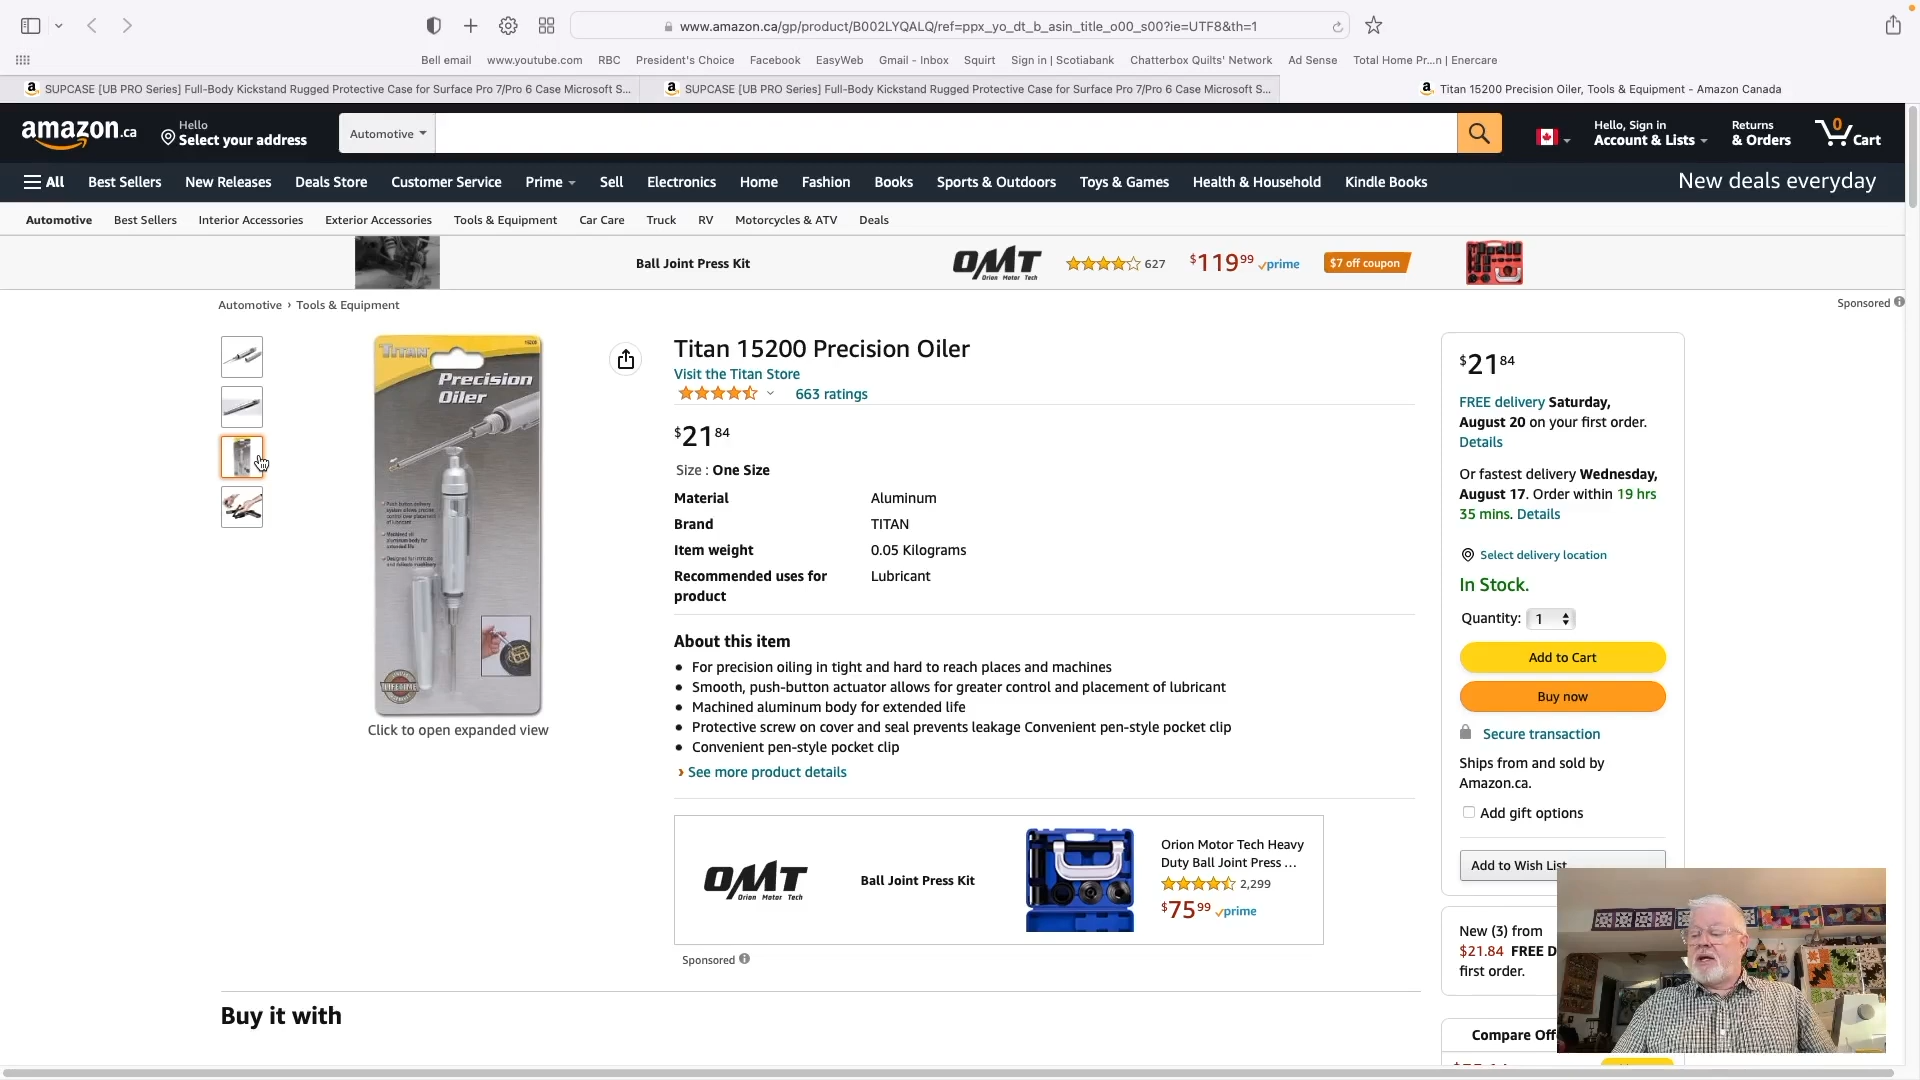 www.amazon.ca/gp/product/B002LYQALQ/ref=ppx_yo_dt_b_asin_title_o00_s00?ie=UTF8&th=1
Bell email www.youtube.com RBC President's Choice Facebook EasyWeb Gmail - Inbox Squirt Sign in | Scotiabank Chatterbox Quilts' Network Ad Sense Total Home Pr...n | Enercare
SUPCASE [UB PRO Series] Full-Body Kickstand Rugged Protective Case for Surface Pro 7/Pro 6 Case Microsoft S... SUPCASE [UB PRO Series] Full-Body Kickstand Rugged Protective Case for Surface Pro 7/Pro 6 Case Microsoft S... Titan 15200 Precision Oiler, Tools & Equipment - Amazon Canada
amazon.ca
Hello
Select your address
Automotive
Hello, Sign in
Account & Lists
Returns
& Orders
0
Cart
All Best Sellers New Releases Deals Store Customer Service Prime Sell Electronics Home Fashion Books Sports & Outdoors Toys & Games Health & Household Kindle Books New deals everyday
Automotive Best Sellers Interior Accessories Exterior Accessories Tools & Equipment Car Care Truck RV Motorcycles & ATV Deals
Ball Joint Press Kit OMT Orion Motor Tech 627 $11999 prime $7 off coupon
Automotive › Tools & Equipment
Sponsored
TITAN
Precision
Oiler
LIFETIME
Click to open expanded view
Titan 15200 Precision Oiler
Visit the Titan Store
663 ratings
$2184
Size : One Size
Material Aluminum
Brand TITAN
Item weight 0.05 Kilograms
Recommended uses for product Lubricant
About this item
• For precision oiling in tight and hard to reach places and machines
• Smooth, push-button actuator allows for greater control and placement of lubricant
• Machined aluminum body for extended life
• Protective screw on cover and seal prevents leakage Convenient pen-style pocket clip
• Convenient pen-style pocket clip
› See more product details
OMT
Orion Motor Tech
Ball Joint Press Kit
Orion Motor Tech Heavy
Duty Ball Joint Press ...
2,299
$7599 prime
Sponsored
Buy it with
$2184
FREE delivery Saturday,
August 20 on your first order.
Details
Or fastest delivery Wednesday,
August 17. Order within 19 hrs
35 mins. Details
Select delivery location
In Stock.
Quantity: 1
Add to Cart
Buy now
Secure transaction
Ships from and sold by
Amazon.ca.
Add gift options
Add to Wish List
New (3) from
$21.84 FREE D
first order.
Compare Off